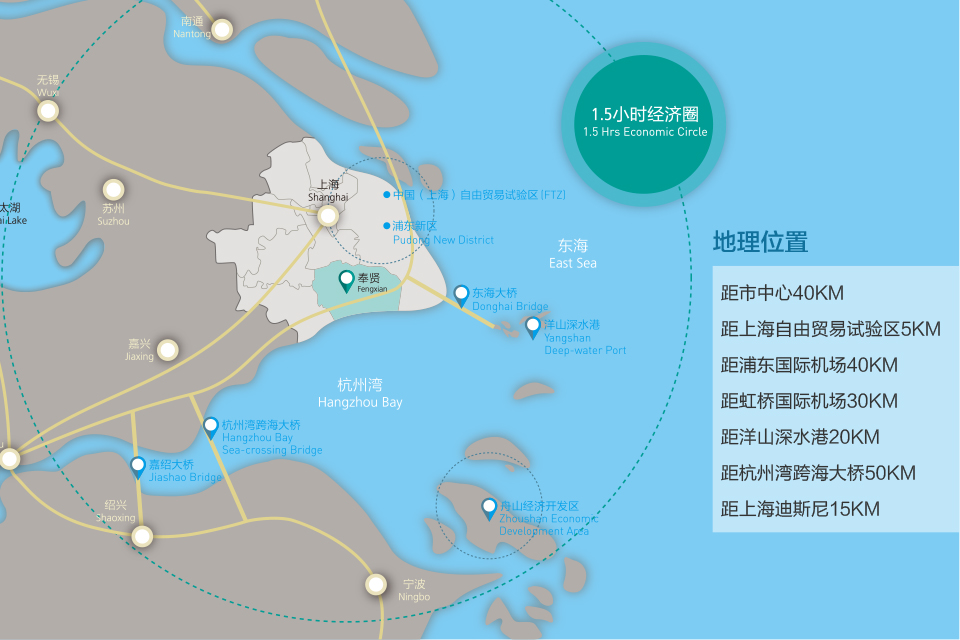 南通
Nantong
无锡
Wuxi
1.5小时经济圈
1.5 Hrs Economic Circle
上海
Shanghai
中国（上海）自由贸易试验区(FTZ)
苏州
Suzhou
太湖
ai Lake
浦东新区
Pudong New District
东海
East Sea
地理位置
奉贤
Fengxian
东海大桥
Donghai Bridge
洋山深水港
Yangshan
Deep-water Port
嘉兴
Jiaxing
杭州湾
Hangzhou Bay
杭州湾跨海大桥
Hangzhou Bay
Sea-crossing Bridge
嘉绍大桥
Jiashao Bridge
绍兴
Shaoxing
舟山经济开发区
Zhoushan Economic
Development Area
宁波
Ningbo
距市中心40KM
距上海自由贸易试验区5KM
距浦东国际机场40KM
距虹桥国际机场30KM
距洋山深水港20KM
距杭州湾跨海大桥50KM
距上海迪斯尼15KM